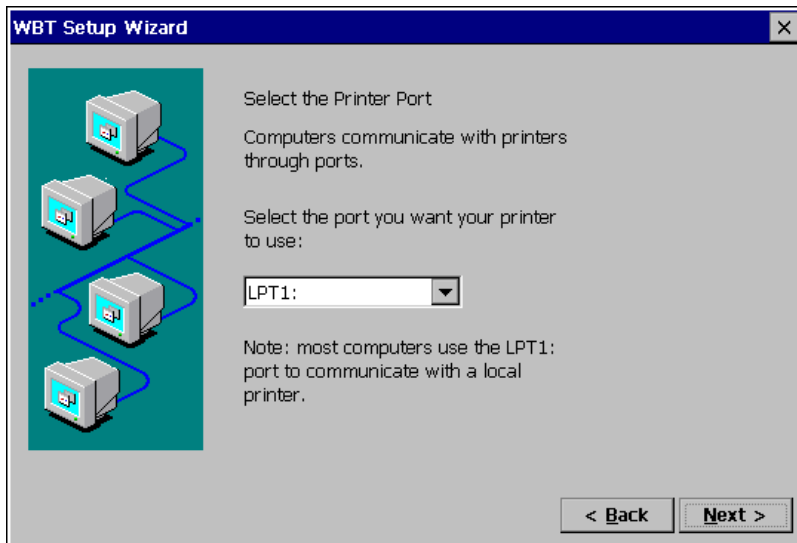 WBT Setup Wizard
Select the Printer Port
Computers communicate with printers
through ports.
Select the port you want your printer
to use:
LPT1:
Note: most computers use the LPT1:
port to communicate with a local
printer.
< Back
Next >